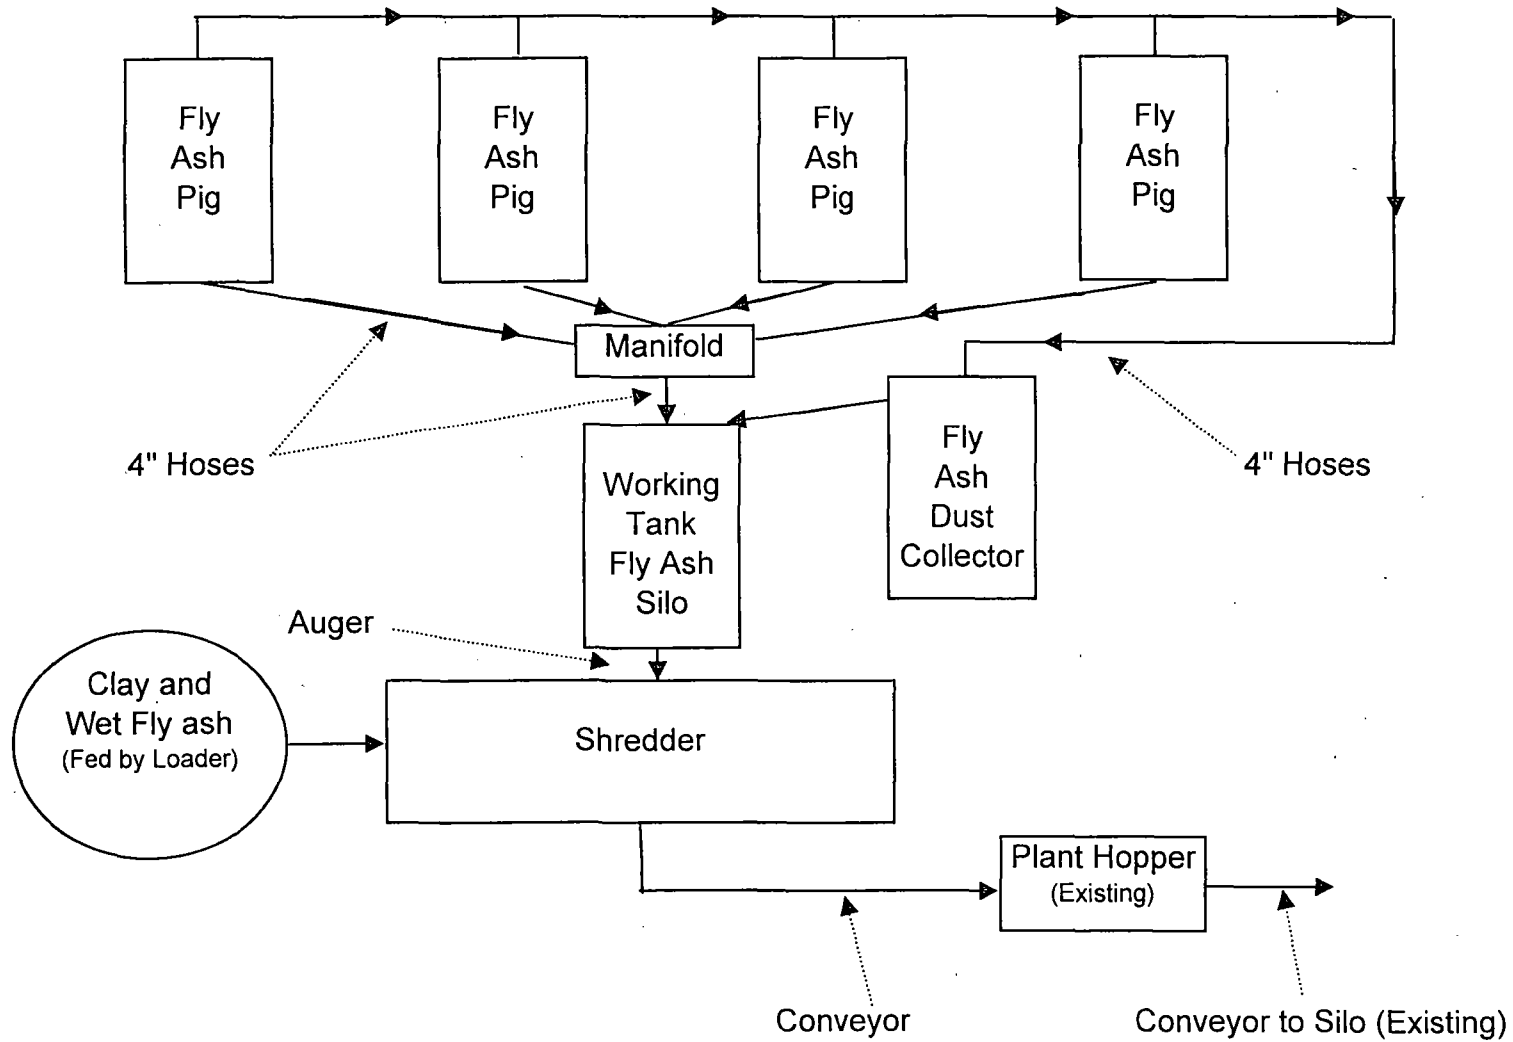 Fly
Ash
Pig
Fly
Ash
Pig
Fly
Ash
Pig
Fly
Ash
Pig
Manifold
4" Hoses
4" Hoses
Fly
Ash
Dust
Collector
Working
Tank
Fly Ash
Silo
Auger
Clay and
Wet Fly ash
(Fed by Loader)
Shredder
Plant Hopper
(Existing)
Conveyor
Conveyor to Silo (Existing)